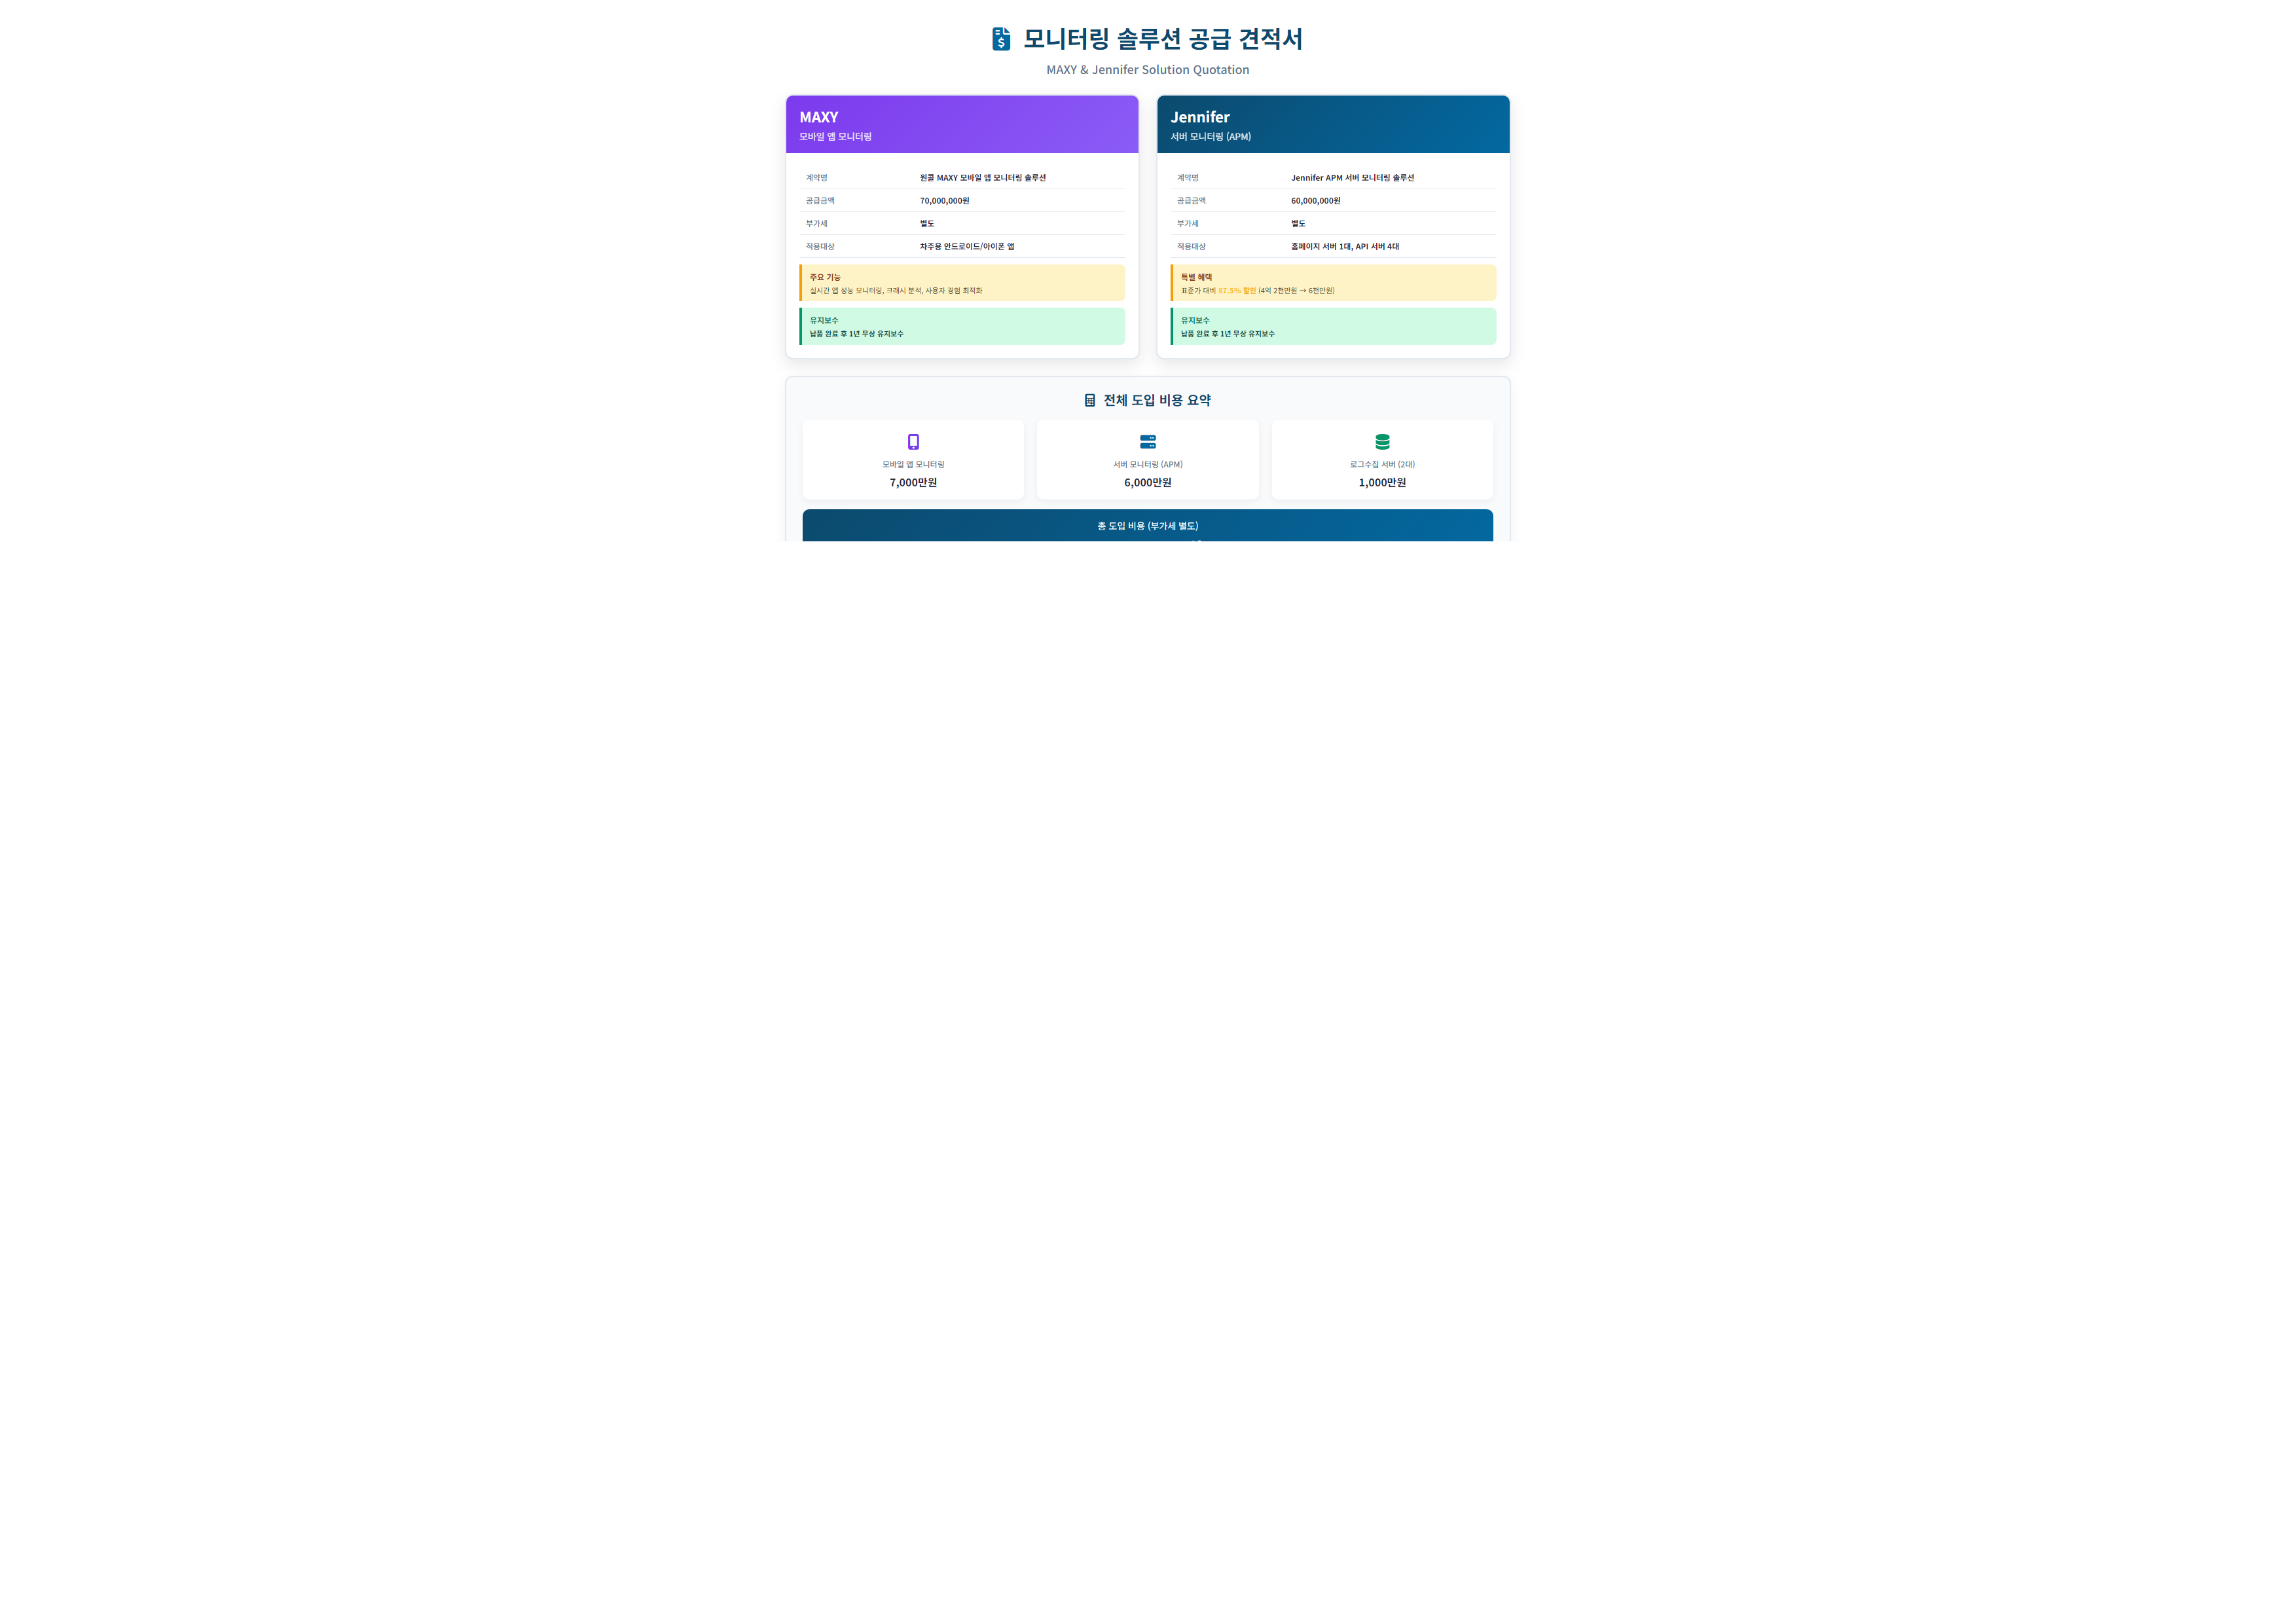 모니터링 솔루션 공급 견적서
MAXY & Jennifer Solution Quotation
MAXY
모바일 앱 모니터링
계약명 원콜 MAXY 모바일 앱 모니터링 솔루션
공급금액 70,000,000원
부가세 별도
적용대상 차주용 안드로이드/아이폰 앱
주요 기능
실시간 앱 성능 모니터링, 크래시 분석, 사용자 경험 최적화
유지보수
납품 완료 후 1년 무상 유지보수
Jennifer
서버 모니터링 (APM)
계약명 Jennifer APM 서버 모니터링 솔루션
공급금액 60,000,000원
부가세 별도
적용대상 홈페이지 서버 1대, API 서버 4대
특별 혜택
표준가 대비 87.5% 할인 (4억 2천만원 → 6천만원)
유지보수
납품 완료 후 1년 무상 유지보수
전체 도입 비용 요약
모바일 앱 모니터링
7,000만원
서버 모니터링 (APM)
6,000만원
로그수집 서버 (2대)
1,000만원
총 도입 비용 (부가세 별도)